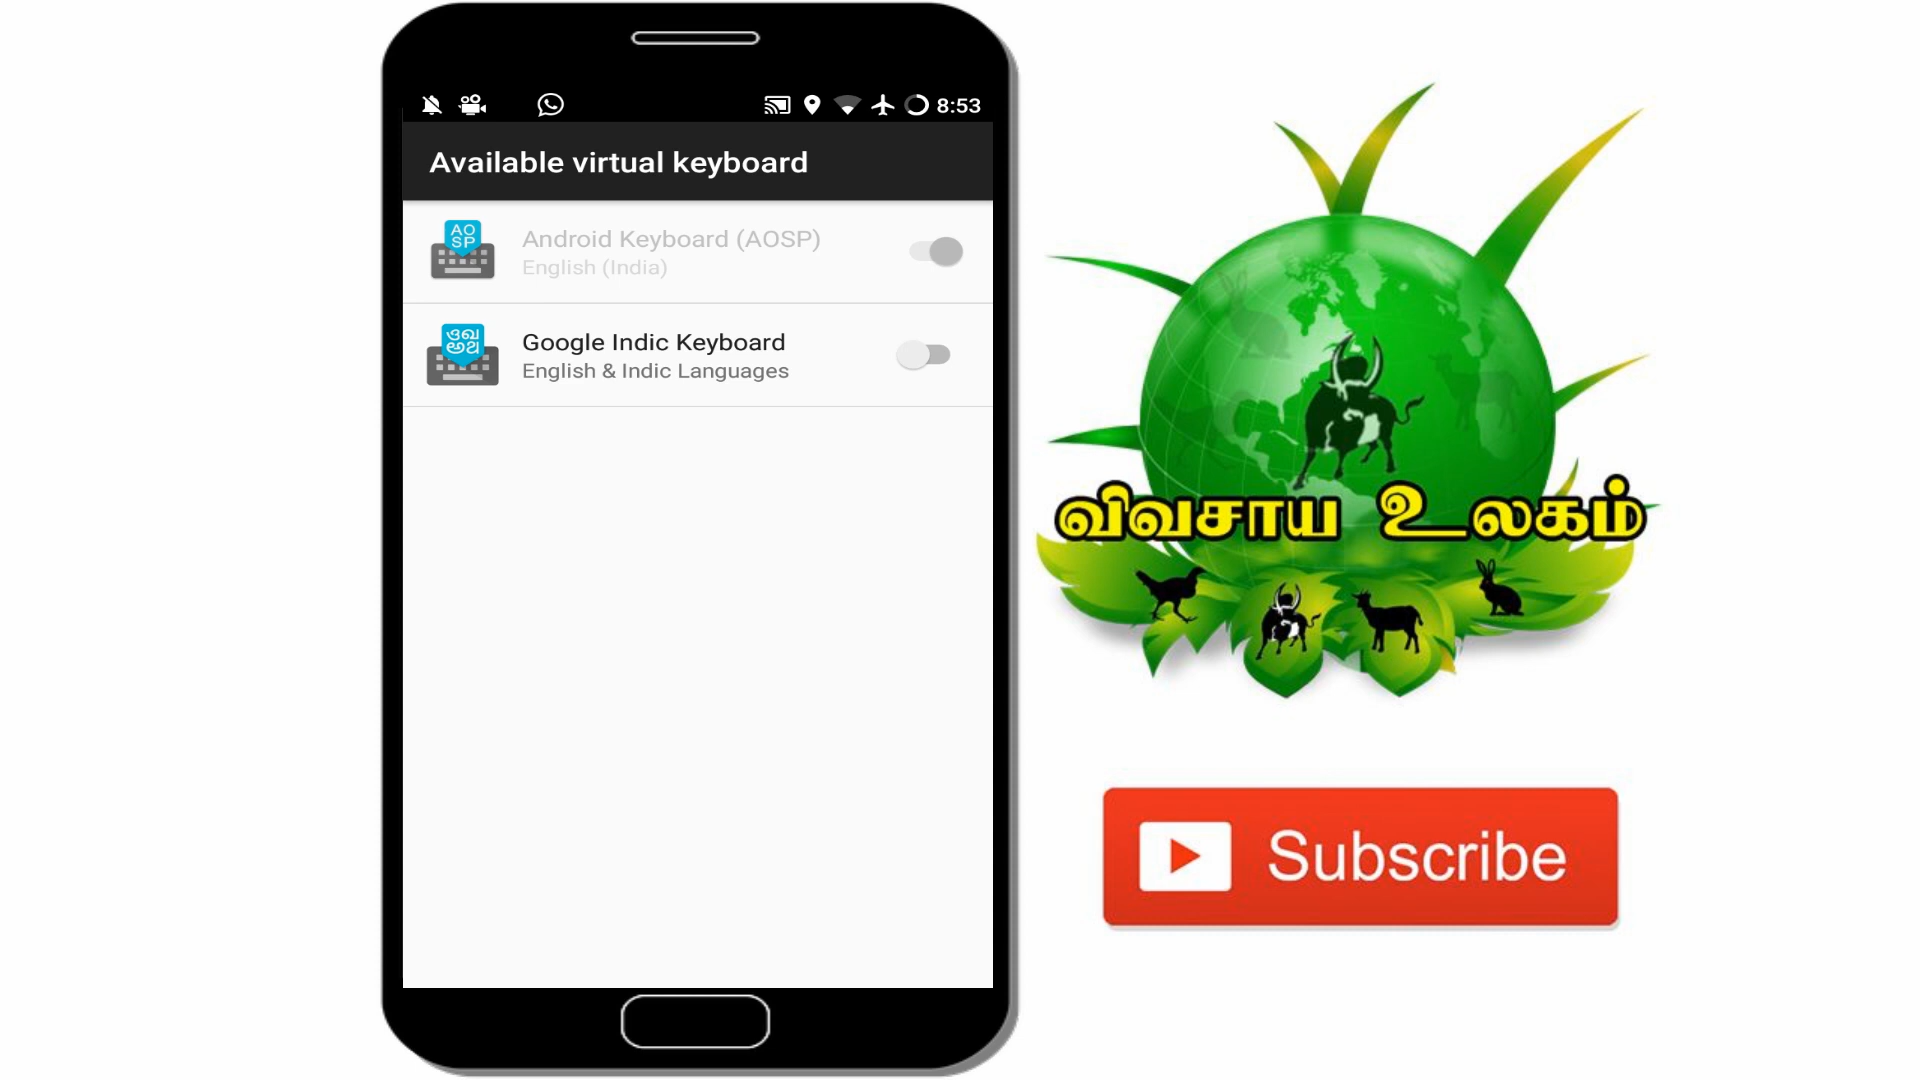 8:53
Available virtual keyboard
AO
SP
Android Keyboard (AOSP)
English (India)
Google Indic Keyboard
English & Indic Languages
விவசாய உலகம்
Subscribe